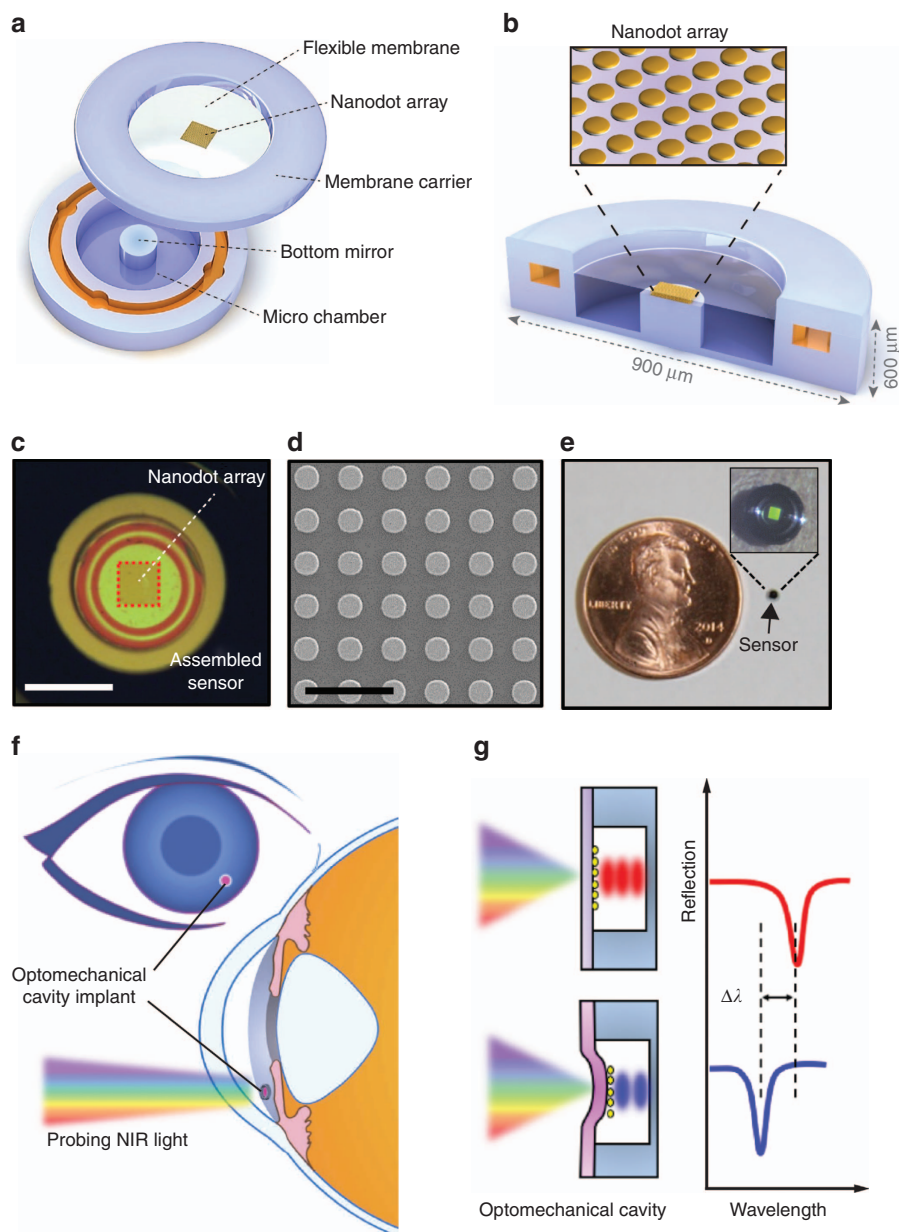 a
Flexible membrane
Nanodot array
Membrane carrier
Bottom mirror
Micro chamber
b
Nanodot array
900 μm
600 μm
c
Nanodot array
Assembled
sensor
d
e
LIBERTY
2014
D
Sensor
f
Optomechanical
cavity implant
Probing NIR light
g
Reflection
Δλ
Optomechanical cavity
Wavelength